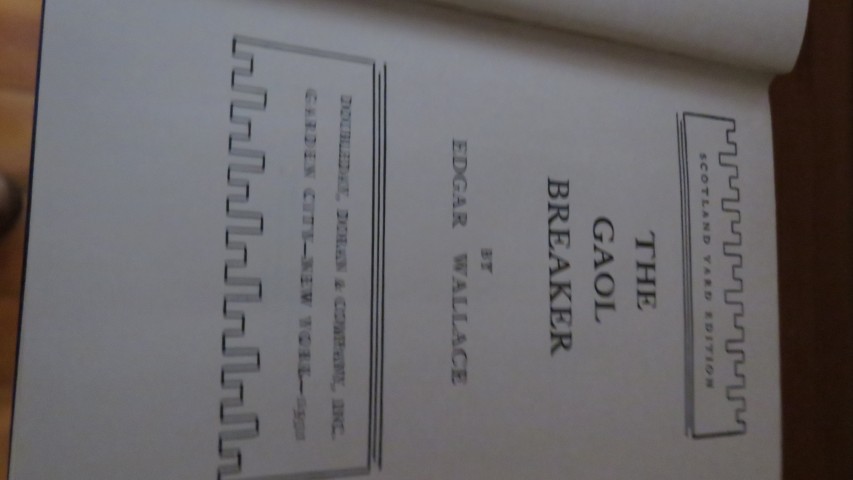 SCOTLAND YARD EDITION
THE
GAOL
BREAKER
BY
EDGAR WALLACE
DOUBLEDAY, DORAN & COMPANY, INC.
GARDEN CITY—NEW YORK—